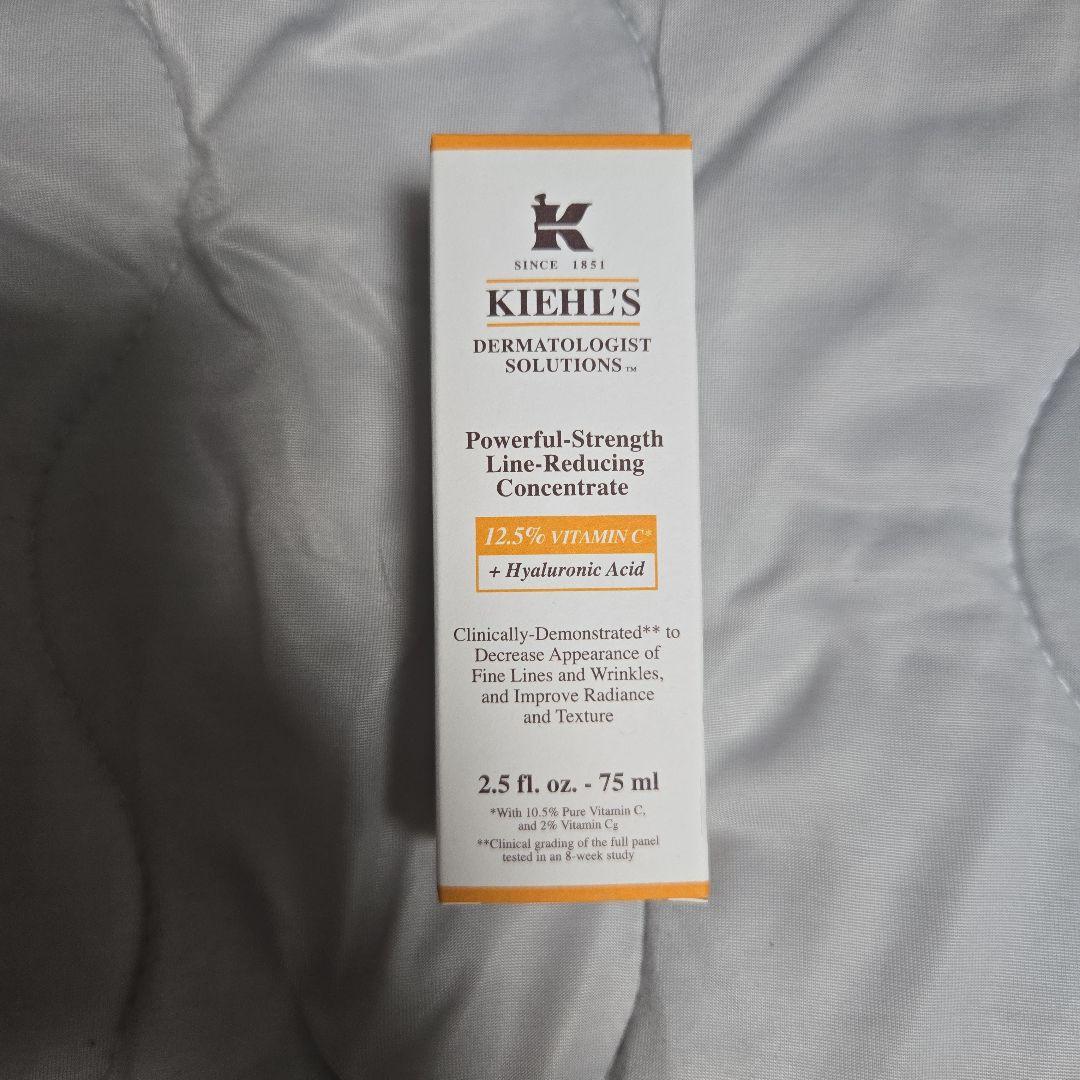 K
SINCE 1851
KIEHL'S
DERMATOLOGIST
SOLUTIONS™
Powerful-Strength
Line-Reducing
Concentrate
12.5% VITAMIN C*
+ Hyaluronic Acid
Clinically-Demonstrated** to
Decrease Appearance of
Fine Lines and Wrinkles,
and Improve Radiance
and Texture
2.5 fl. oz. - 75 ml
*With 10.5% Pure Vitamin C,
and 2% Vitamin Cg
**Clinical grading of the full panel
tested in an 8-week study